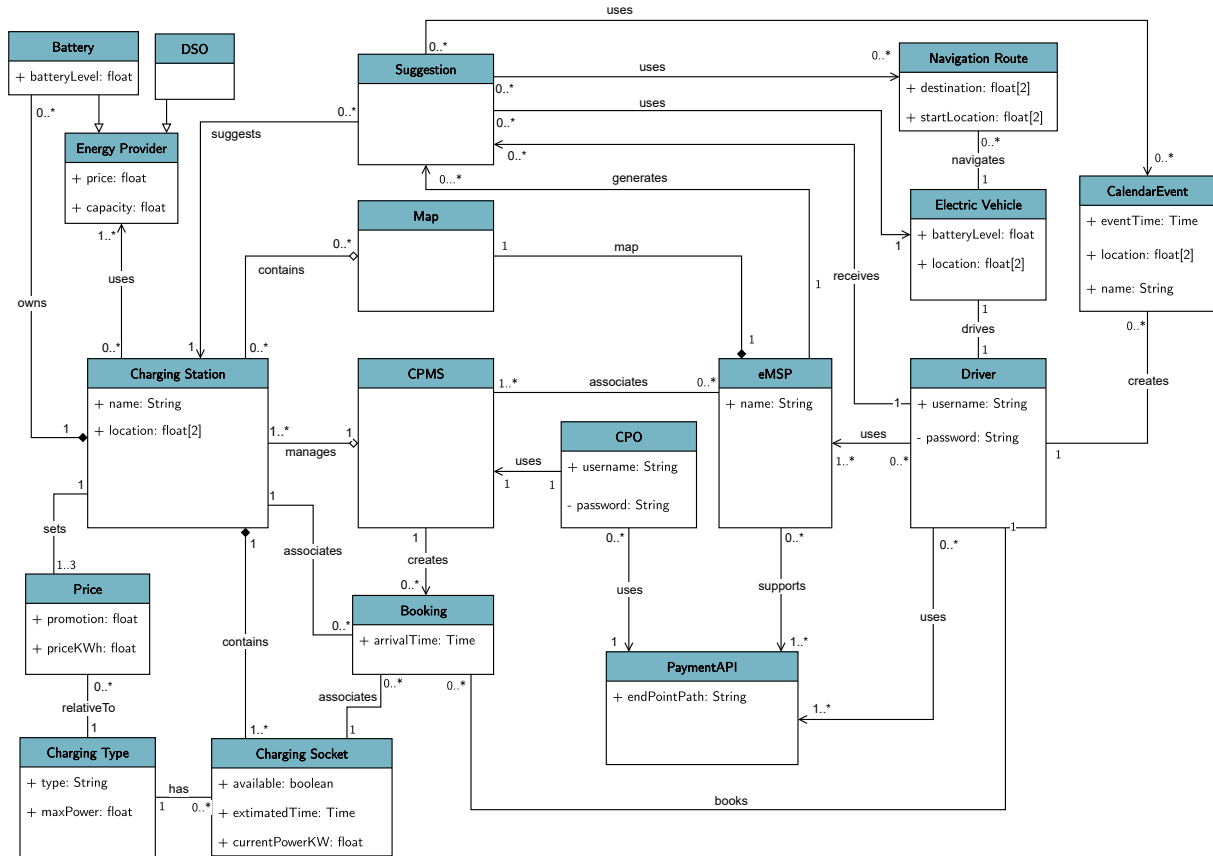 uses
Battery
+ batteryLevel: float
DSO
0..*
Suggestion
0..*
uses
0..*
Navigation Route
+ destination: float[2]
+ startLocation: float[2]
0..*
uses
0..*
0..*
0..*
suggests
0..*
navigates
1
0..*
Energy Provider
+ price: float
+ capacity: float
0...*
generates
CalendarEvent
+ eventTime: Time
+ location: float[2]
+ name: String
Electric Vehicle
+ batteryLevel: float
+ location: float[2]
1
1..*
Map
0..*
1
map
contains
uses
receives
1
owns
1
drives
1
0..*
0..*
1
0..*
1
Charging Station
+ name: String
+ location: float[2]
1
CPMS
1..*
associates
0..*
eMSP
+ name: String
Driver
+ username: String
- password: String
1
creates
1
1..*
1
manages
CPO
+ username: String
- password: String
uses
1
1
uses
1..*
0..*
1
1
1
sets
1..3
1
associates
1
creates
0..*
0..*
0..*
0..*
1
Price
+ promotion: float
+ priceKWh: float
uses
supports
uses
Booking
+ arrivalTime: Time
0..*
contains
1
1..*
PaymentAPI
+ endPointPath: String
0..*
relativeTo
1
associates
0..*
0..*
1..*
1..*
1
Charging Type
+ type: String
+ maxPower: float
has
1
0..*
Charging Socket
+ available: boolean
+ extimatedTime: Time
+ currentPowerKW: float
books